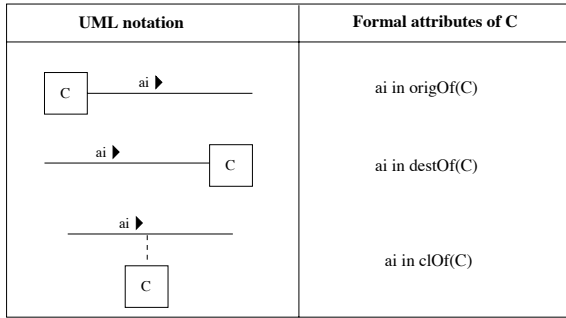 UML notation
Formal attributes of C
ai
C
ai in origOf(C)
ai
C
ai in destOf(C)
ai
C
ai in clOf(C)